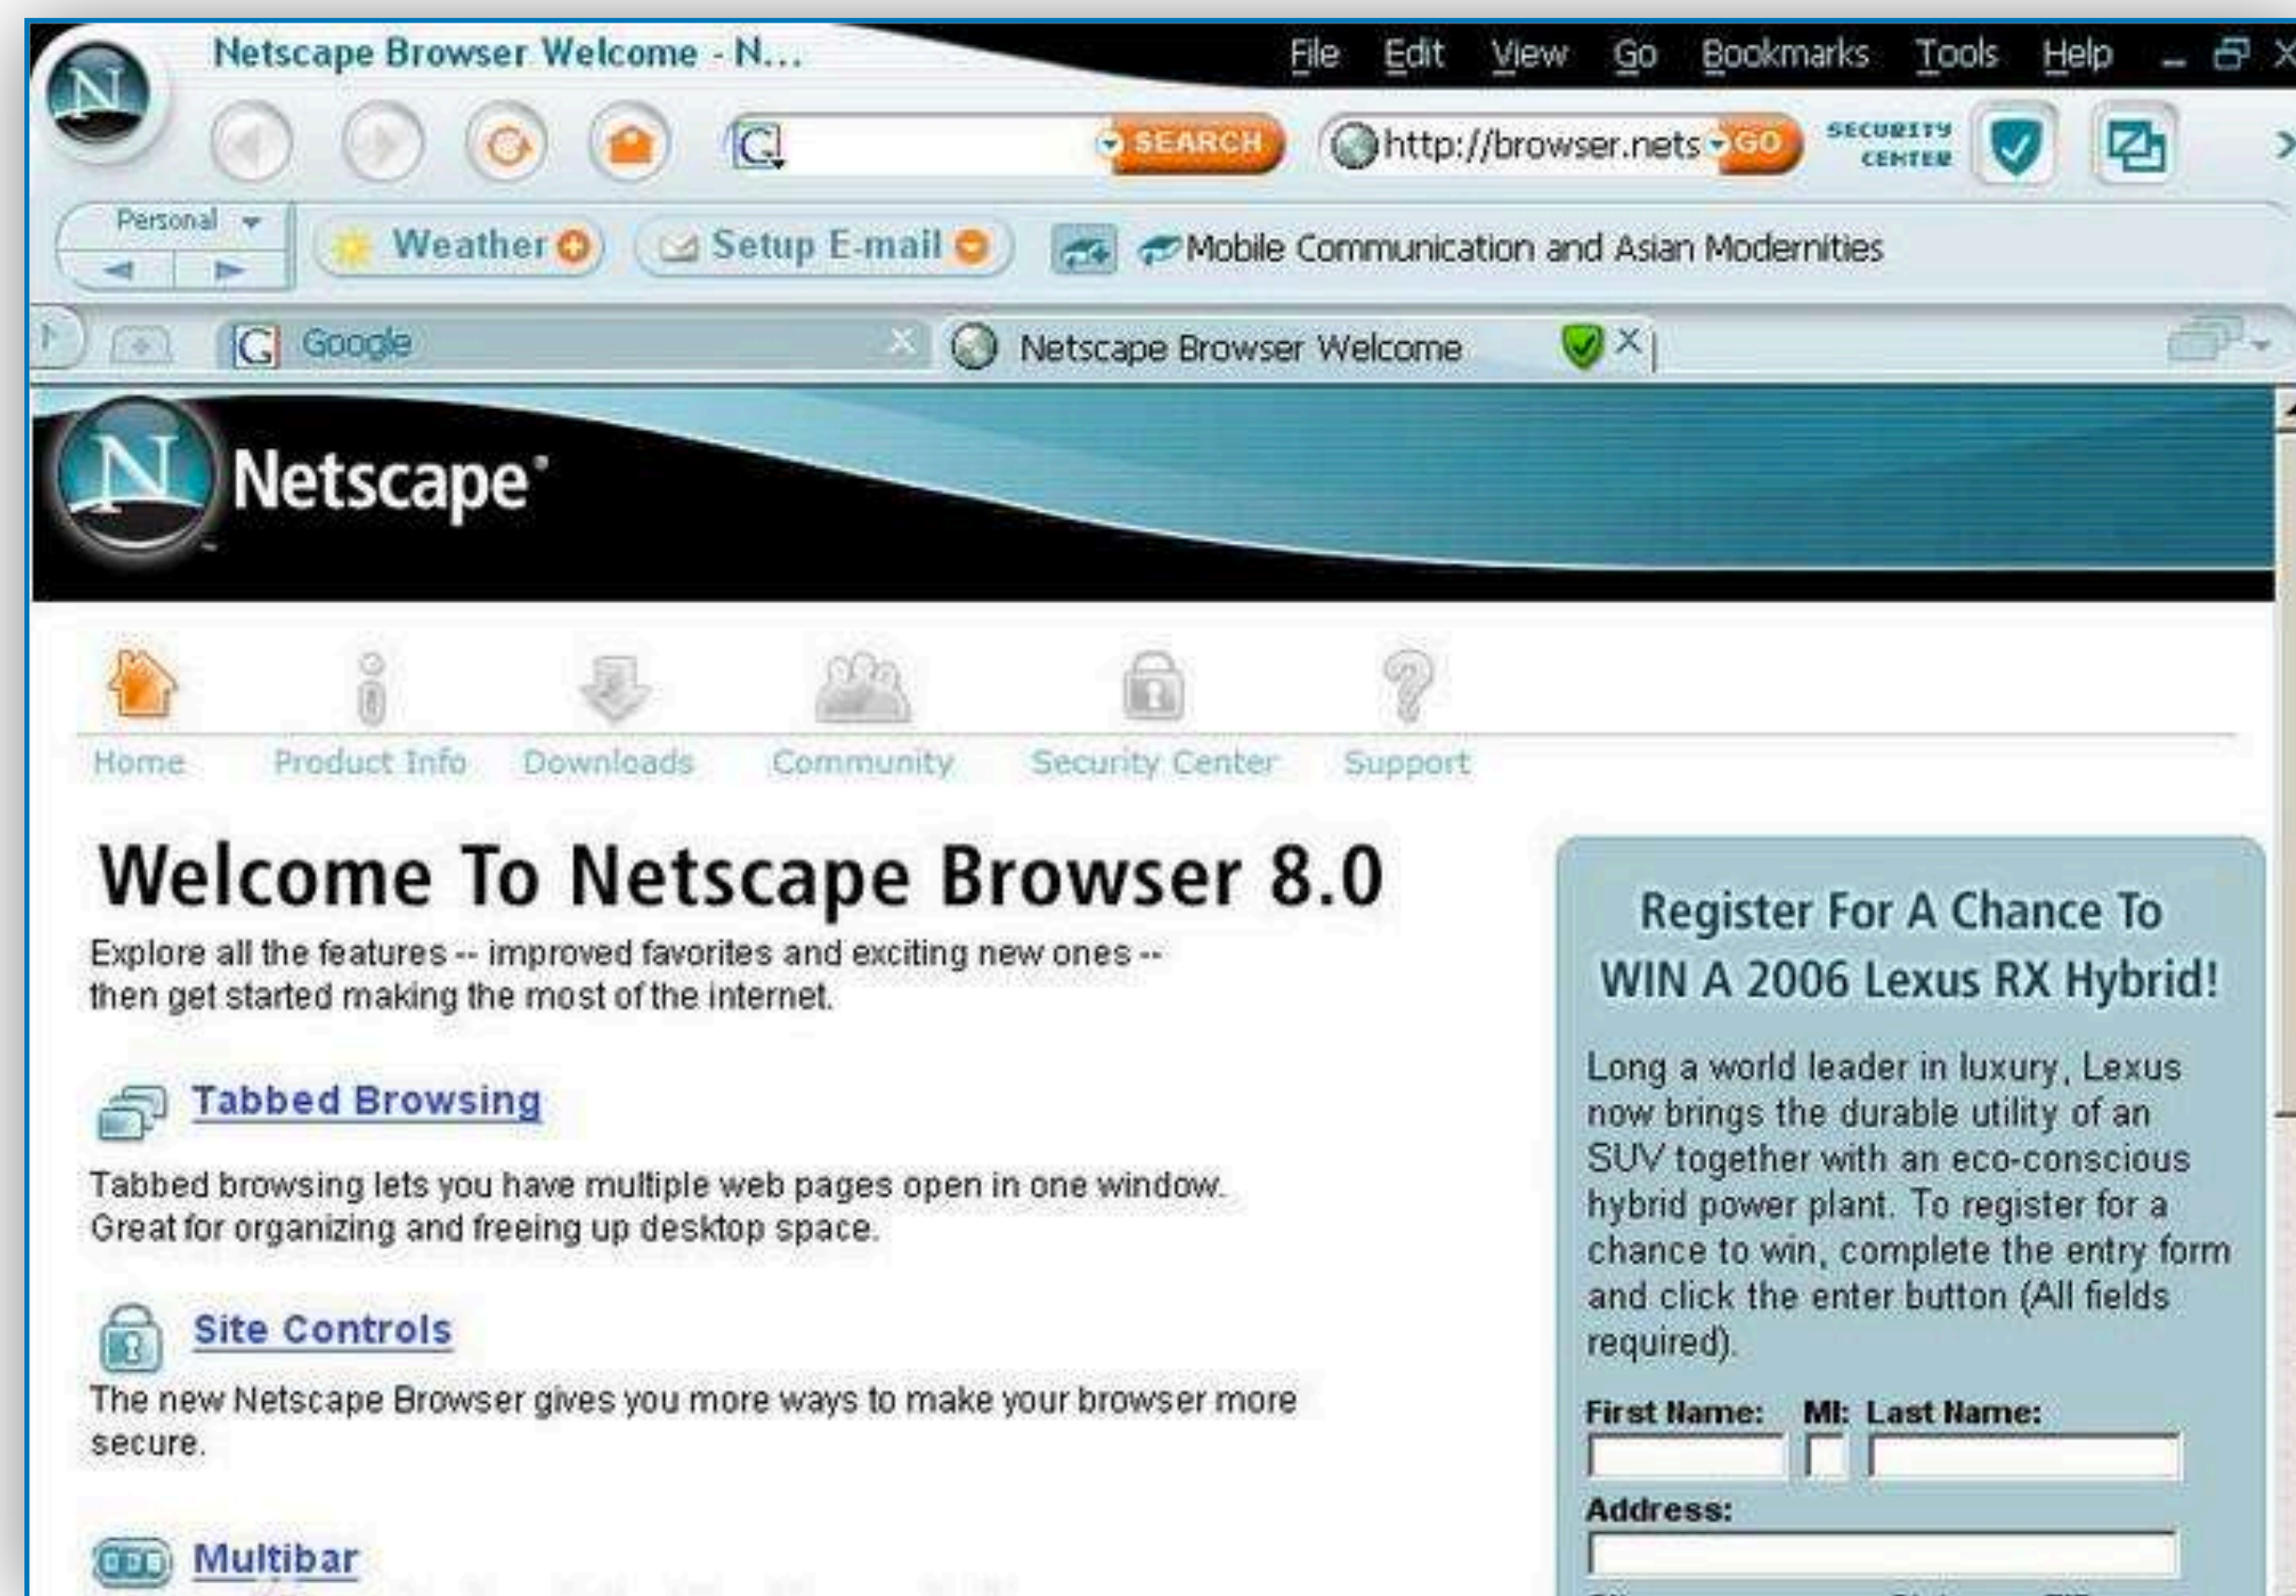 Netscape Browser Welcome - N...
File Edit View Go Bookmarks Tools Help
SEARCH
http://browser.nets
GO
SECURITY
CENTER
Personal
Weather
Setup E-mail
Mobile Communication and Asian Modernities
Google
Netscape Browser Welcome
N Netscape
Home Product Info Downloads Community Security Center Support
Welcome To Netscape Browser 8.0
Explore all the features -- improved favorites and exciting new ones --
then get started making the most of the internet.
Tabbed Browsing
Tabbed browsing lets you have multiple web pages open in one window.
Great for organizing and freeing up desktop space.
Site Controls
The new Netscape Browser gives you more ways to make your browser more
secure.
Multibar
Register For A Chance To
WIN A 2006 Lexus RX Hybrid!
Long a world leader in luxury, Lexus
now brings the durable utility of an
SUV together with an eco-conscious
hybrid power plant. To register for a
chance to win, complete the entry form
and click the enter button (All fields
required).
First Name: MI: Last Name:
Address: